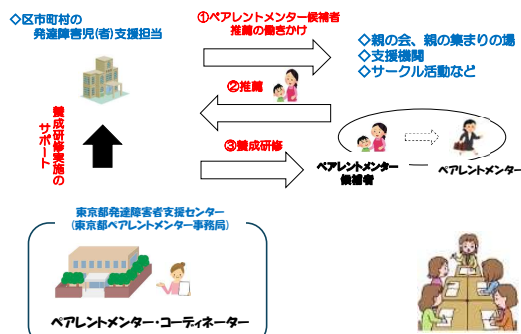 ◇区市町村の
発達障害児(者)支援担当
①ペアレントメンター候補者
推薦の働きかけ
◇親の会、親の集まりの場
◇支援機関
◇サークル活動など
②推薦
養成研修実施の
サポート
③養成研修
ペアレントメンター
候補者
ペアレントメンター
東京都発達障害者支援センター
(東京都ペアレントメンター事務局)
ペアレントメンター・コーディネーター